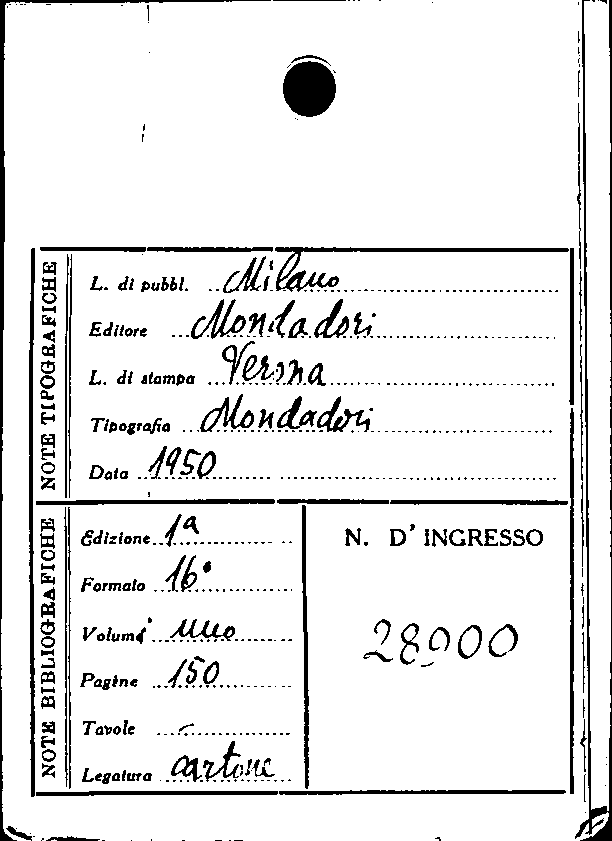 NOTE TIPOGRAFICHE
L. di pubbl. Milano
Editore Mondadori
L. di stampa Verona
Tipografia Mondadori
Data 1950
NOTE BIBLIOGRAFICHE
Edizione 1ª
Formato 16°
Volumi uno
Pagine 150
Tavole -
Legatura cartone
N. D'INGRESSO
28900